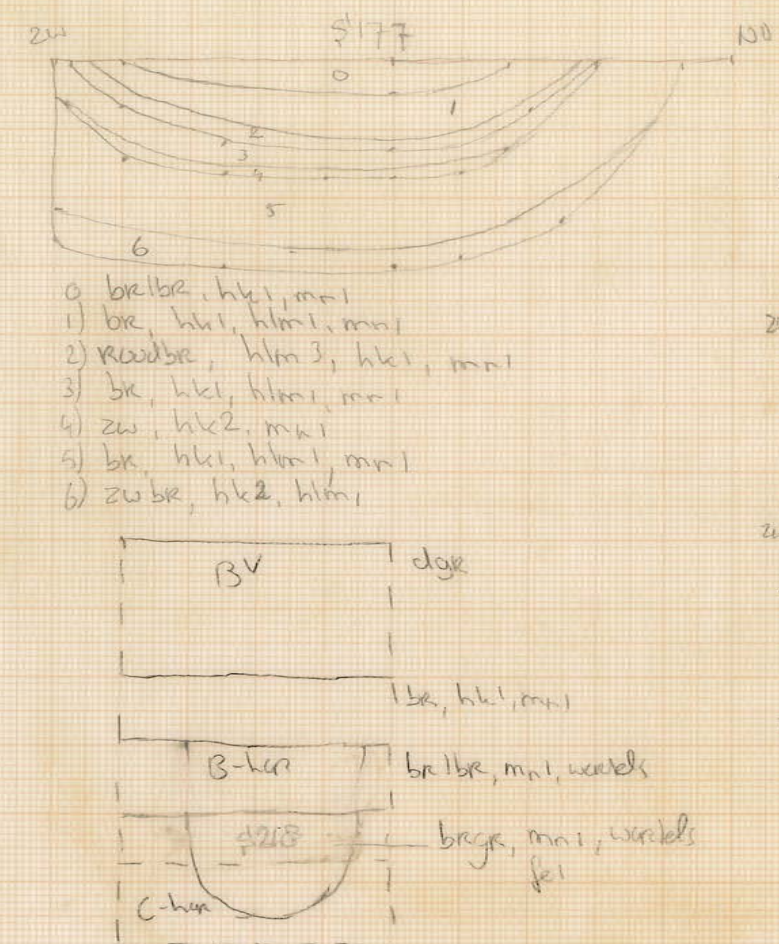 ZW S177 NO
0
1
2
3
4
5
6
0 br/br, hk1, mn1
1) br, hk1, hlm1, mn1
2) roodbr, hlm3, hk1, mn1
3) br, hk1, hlm1, mn1
4) zw, hk2, mn1
5) br, hk1, hlm1, mn1
6) zwbr, hk2, hlm1
BV dgr
lbr, hk1, mn1
B-hor br/br, mn1, wortels
S268 brgr, mn1, wortels
fe1
C-hor